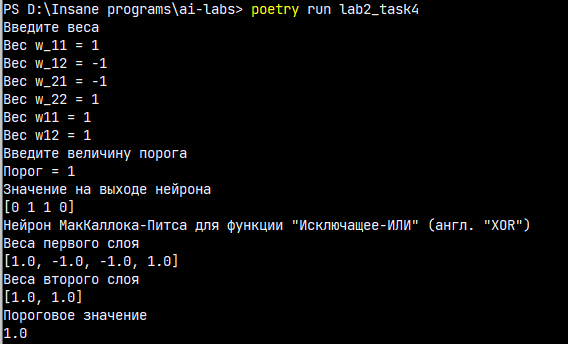 PS D:\Insane programs\ai-labs> poetry run lab2_task4
Введите веса
Вес w_11 = 1
Вес w_12 = -1
Вес w_21 = -1
Вес w_22 = 1
Вес w11 = 1
Вес w12 = 1
Введите величину порога
Порог = 1
Значение на выходе нейрона
[0 1 1 0]
Нейрон МакКаллока-Питса для функции "Исключащее-ИЛИ" (англ. "XOR")
Веса первого слоя
[1.0, -1.0, -1.0, 1.0]
Веса второго слоя
[1.0, 1.0]
Пороговое значение
1.0